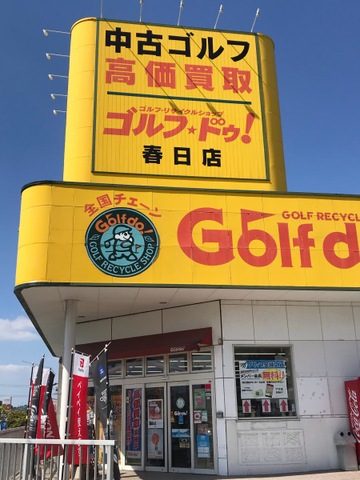 中古ゴルフ
高価買取
ゴルフ・リサイクルショップ
ゴルフ★ドゥ!
春日店
全国チェーン
Golfdo!
GOLF RECYCLE SHOP
GOLF RECYCLE
Golf do